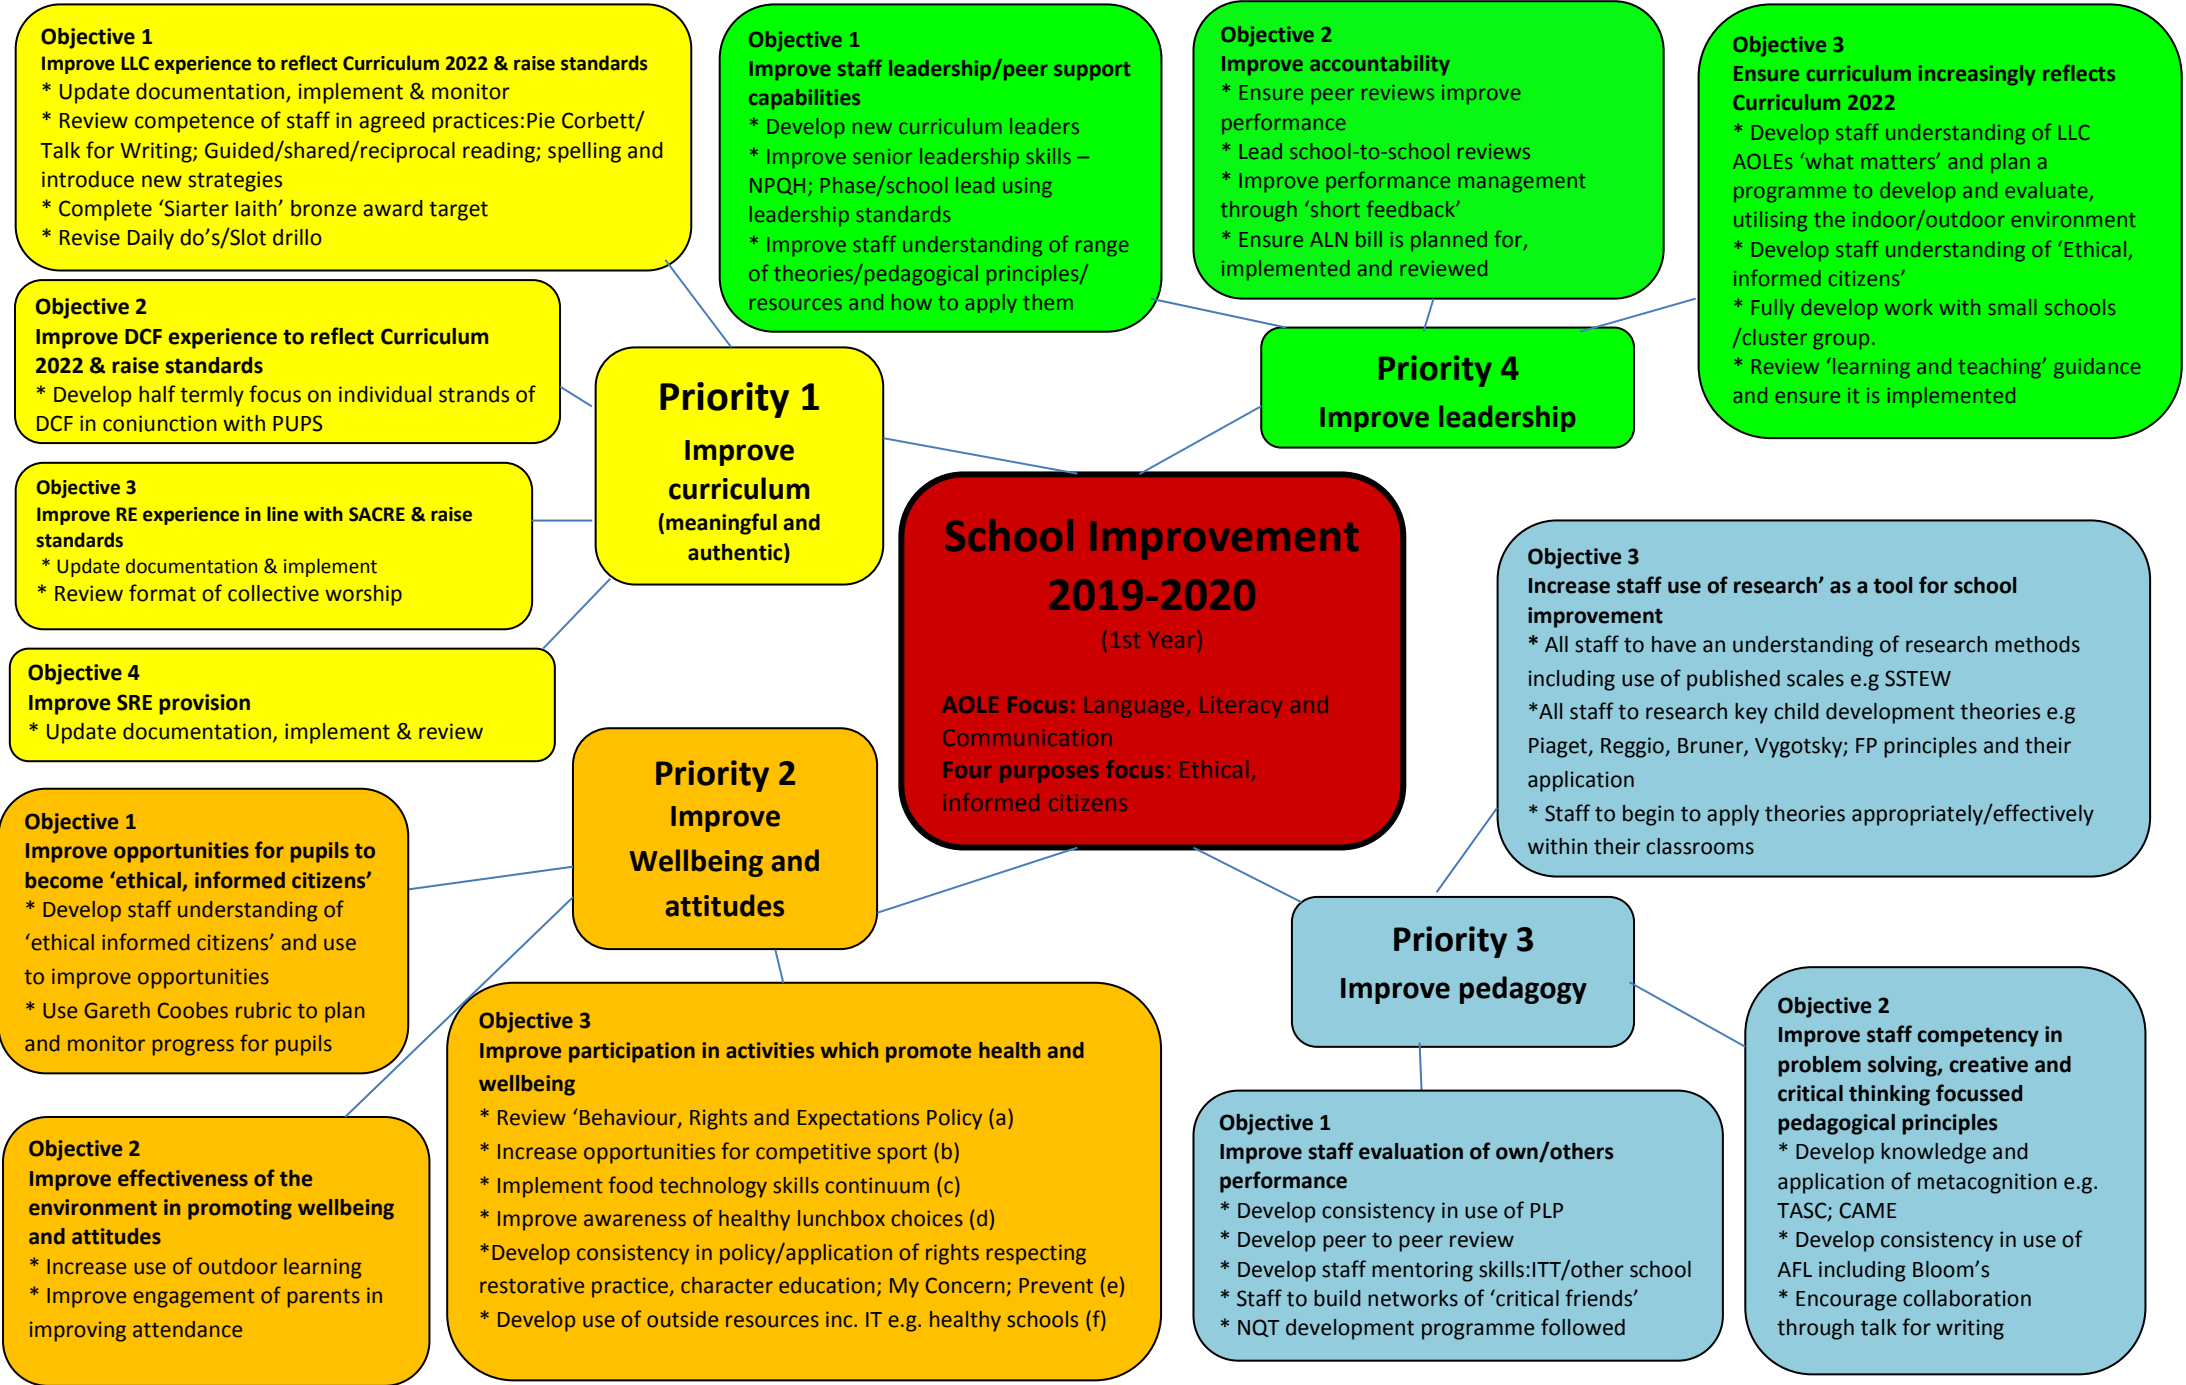 Objective 1
Improve LLC experience to reflect Curriculum 2022 & raise standards
* Update documentation, implement & monitor
* Review competence of staff in agreed practices:Pie Corbett/
Talk for Writing; Guided/shared/reciprocal reading; spelling and
introduce new strategies
* Complete ‘Siarter Iaith’ bronze award target
* Revise Daily do’s/Slot drillo
Objective 2
Improve DCF experience to reflect Curriculum
2022 & raise standards
* Develop half termly focus on individual strands of
DCF in conjunction with PUPS
Objective 3
Improve RE experience in line with SACRE & raise
standards
* Update documentation & implement
* Review format of collective worship
Objective 4
Improve SRE provision
* Update documentation, implement & review
Priority 1
Improve
curriculum
(meaningful and
authentic)
Objective 1
Improve staff leadership/peer support
capabilities
* Develop new curriculum leaders
* Improve senior leadership skills –
NPQH; Phase/school lead using
leadership standards
* Improve staff understanding of range
of theories/pedagogical principles/
resources and how to apply them
Objective 2
Improve accountability
* Ensure peer reviews improve
performance
* Lead school-to-school reviews
* Improve performance management
through ‘short feedback’
* Ensure ALN bill is planned for,
implemented and reviewed
Objective 3
Ensure curriculum increasingly reflects
Curriculum 2022
* Develop staff understanding of LLC
AOLEs ‘what matters’ and plan a
programme to develop and evaluate,
utilising the indoor/outdoor environment
* Develop staff understanding of ‘Ethical,
informed citizens’
* Fully develop work with small schools
/cluster group.
* Review ‘learning and teaching’ guidance
and ensure it is implemented
Priority 4
Improve leadership
School Improvement
2019-2020
(1st Year)
AOLE Focus: Language, Literacy and
Communication
Four purposes focus: Ethical,
informed citizens
Priority 2
Improve
Wellbeing and
attitudes
Objective 1
Improve opportunities for pupils to
become ‘ethical, informed citizens’
* Develop staff understanding of
‘ethical informed citizens’ and use
to improve opportunities
* Use Gareth Coobes rubric to plan
and monitor progress for pupils
Objective 2
Improve effectiveness of the
environment in promoting wellbeing
and attitudes
* Increase use of outdoor learning
* Improve engagement of parents in
improving attendance
Objective 3
Improve participation in activities which promote health and
wellbeing
* Review ‘Behaviour, Rights and Expectations Policy (a)
* Increase opportunities for competitive sport (b)
* Implement food technology skills continuum (c)
* Improve awareness of healthy lunchbox choices (d)
*Develop consistency in policy/application of rights respecting
restorative practice, character education; My Concern; Prevent (e)
* Develop use of outside resources inc. IT e.g. healthy schools (f)
Objective 3
Increase staff use of research’ as a tool for school
improvement
* All staff to have an understanding of research methods
including use of published scales e.g SSTEW
*All staff to research key child development theories e.g
Piaget, Reggio, Bruner, Vygotsky; FP principles and their
application
* Staff to begin to apply theories appropriately/effectively
within their classrooms
Priority 3
Improve pedagogy
Objective 1
Improve staff evaluation of own/others
performance
* Develop consistency in use of PLP
* Develop peer to peer review
* Develop staff mentoring skills:ITT/other school
* Staff to build networks of ‘critical friends’
* NQT development programme followed
Objective 2
Improve staff competency in
problem solving, creative and
critical thinking focussed
pedagogical principles
* Develop knowledge and
application of metacognition e.g.
TASC; CAME
* Develop consistency in use of
AFL including Bloom’s
* Encourage collaboration
through talk for writing